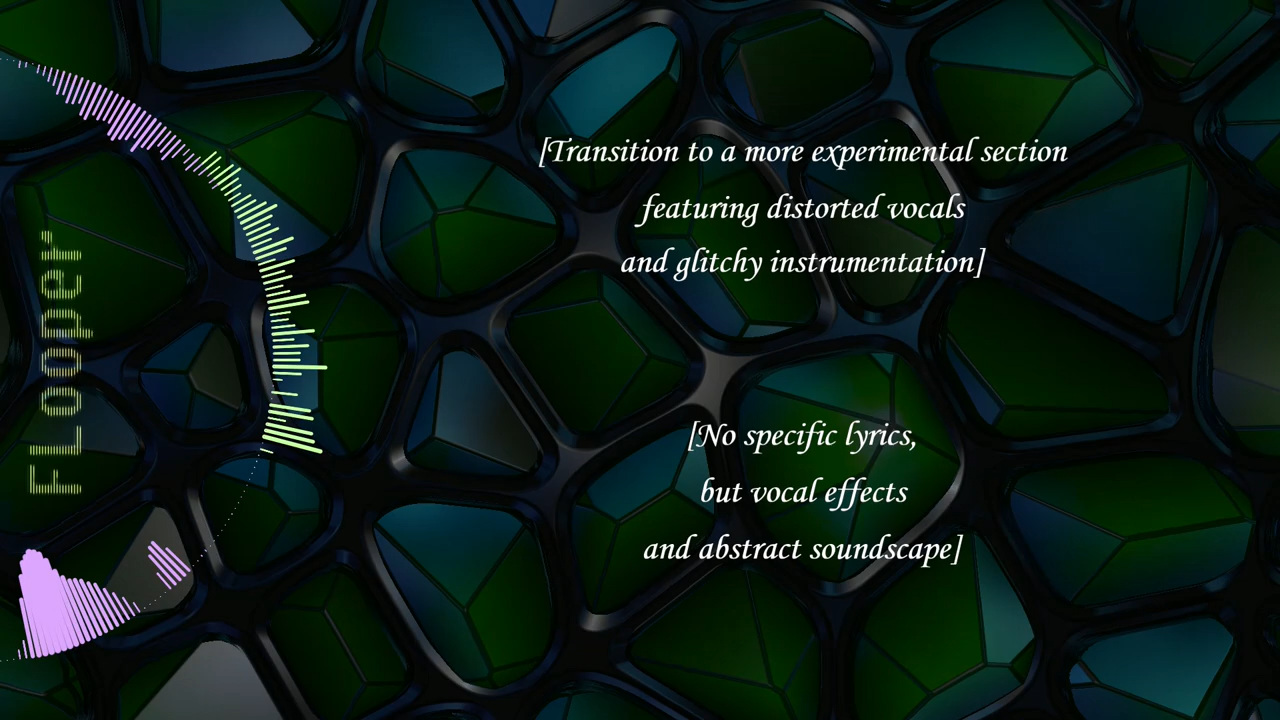 FLooper
[Transition to a more experimental section
featuring distorted vocals
and glitchy instrumentation]
[No specific lyrics,
but vocal effects
and abstract soundscape]